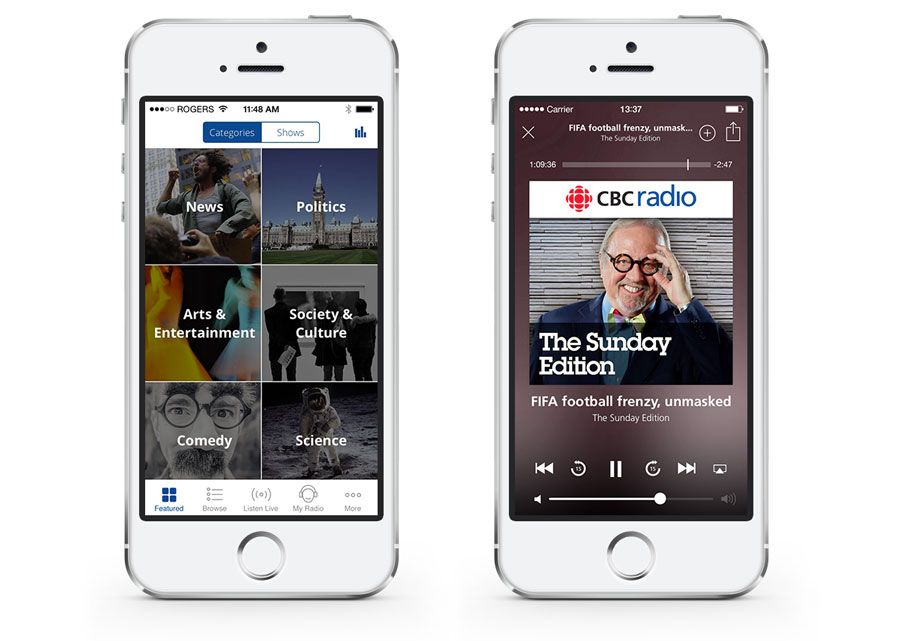 ROGERS 11:48 AM
Categories Shows
News
Politics
Arts &
Entertainment
Society &
Culture
Comedy
Science
Featured Browse Listen Live My Radio More
Carrier 13:37
FIFA football frenzy, unmask...
The Sunday Edition
1:09:36 -2:47
CBC radio
The Sunday
Edition
FIFA football frenzy, unmasked
The Sunday Edition
15 15